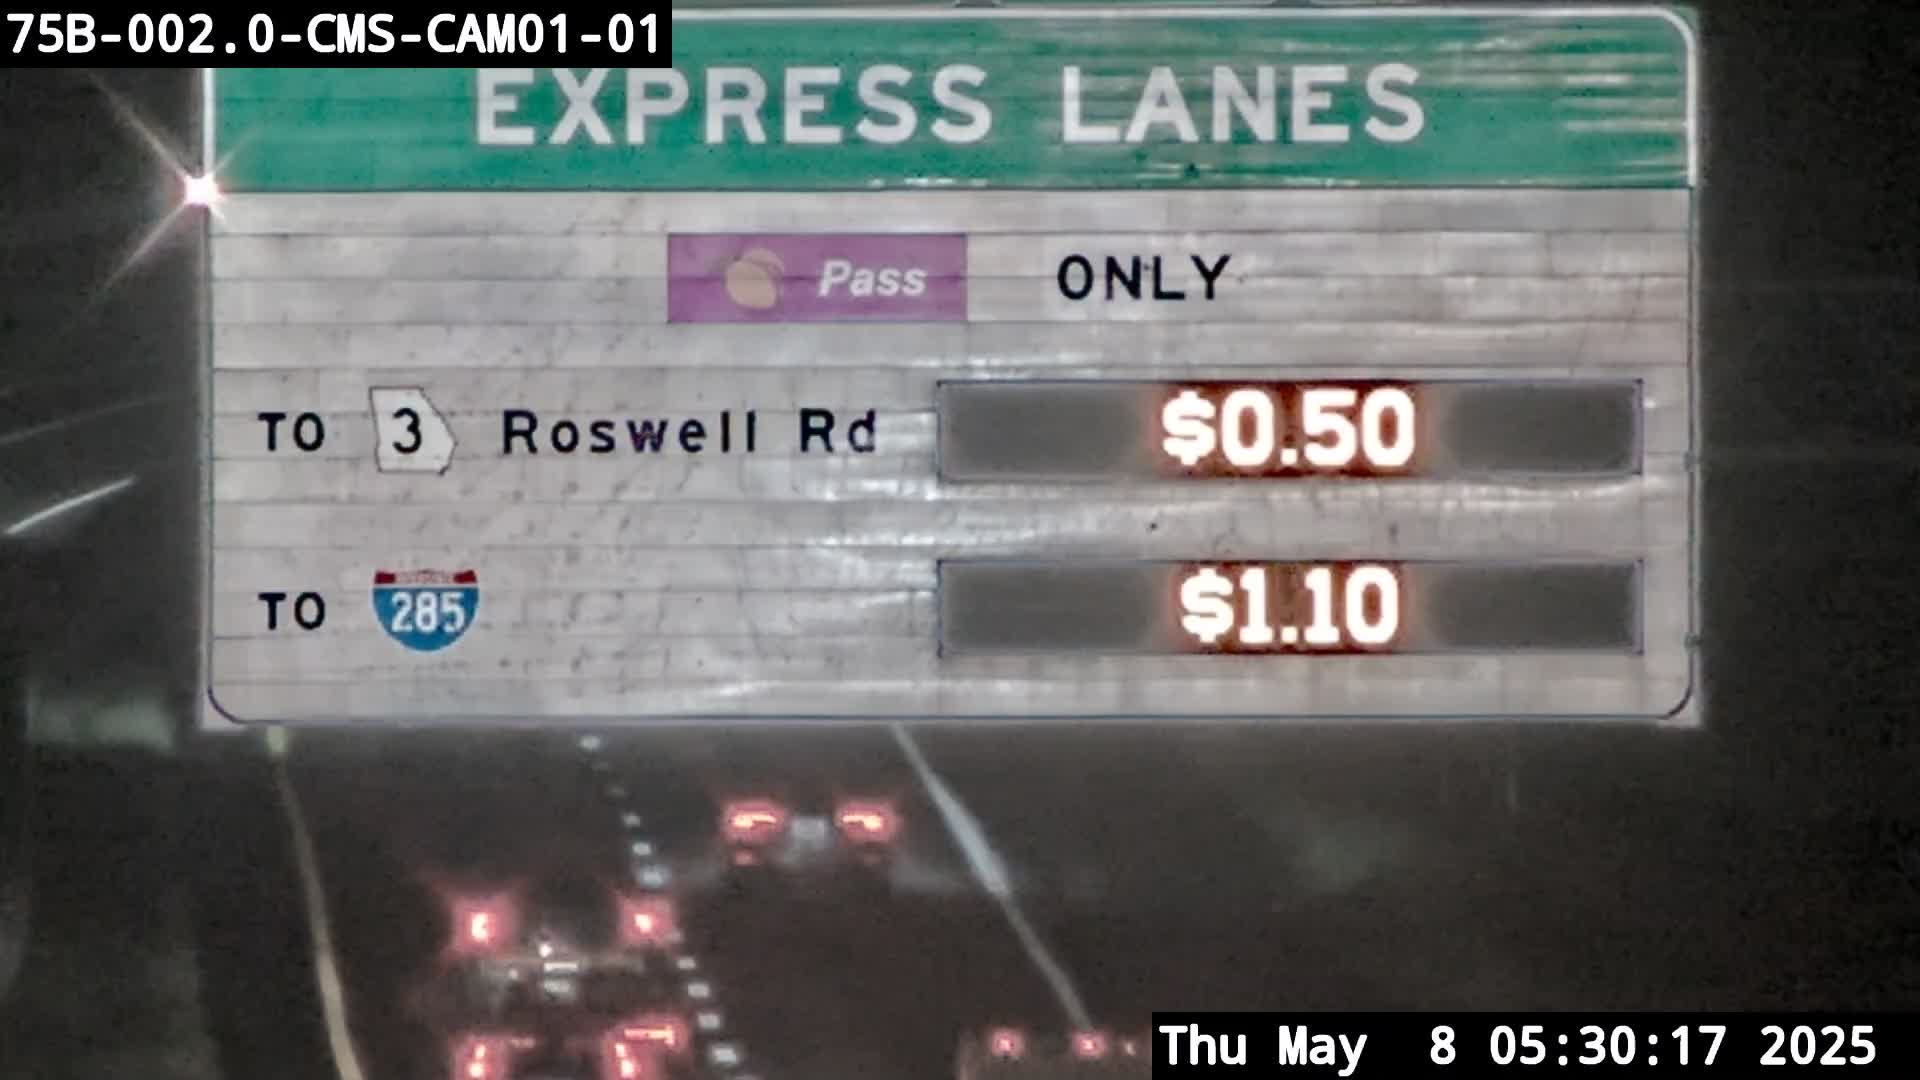 75B-002.0-CMS-CAM01-01
EXPRESS LANES
Pass ONLY
TO 3 Roswell Rd $0.50
TO 285 $1.10
Thu May 8 05:30:17 2025